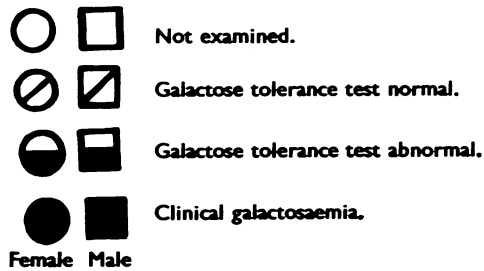 Not examined.
Galactose tolerance test normal.
Galactose tolerance test abnormal.
Clinical galactosaemia.
Female Male